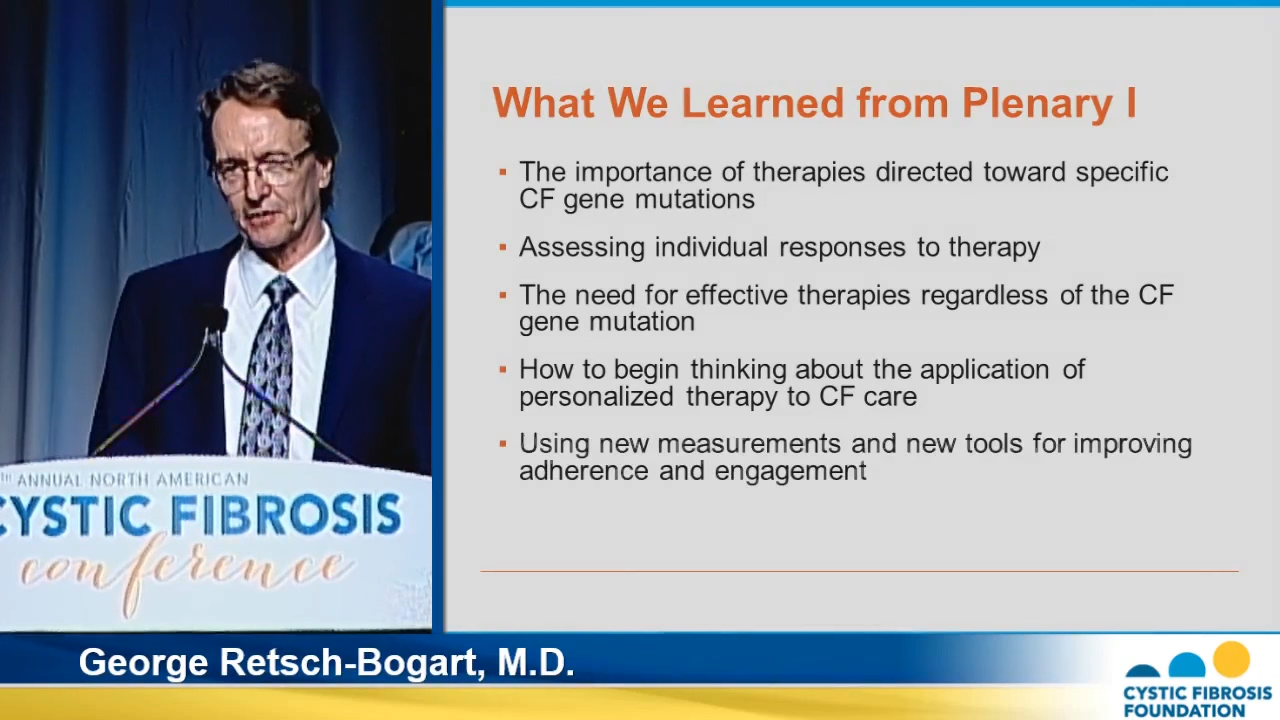 What We Learned from Plenary I
The importance of therapies directed toward specific
CF gene mutations
Assessing individual responses to therapy
The need for effective therapies regardless of the CF
gene mutation
How to begin thinking about the application of
personalized therapy to CF care
Using new measurements and new tools for improving
adherence and engagement
ANNUAL NORTH AMERICAN
CYSTIC FIBROSIS
conference
George Retsch-Bogart, M.D.
CYSTIC FIBROSIS
FOUNDATION